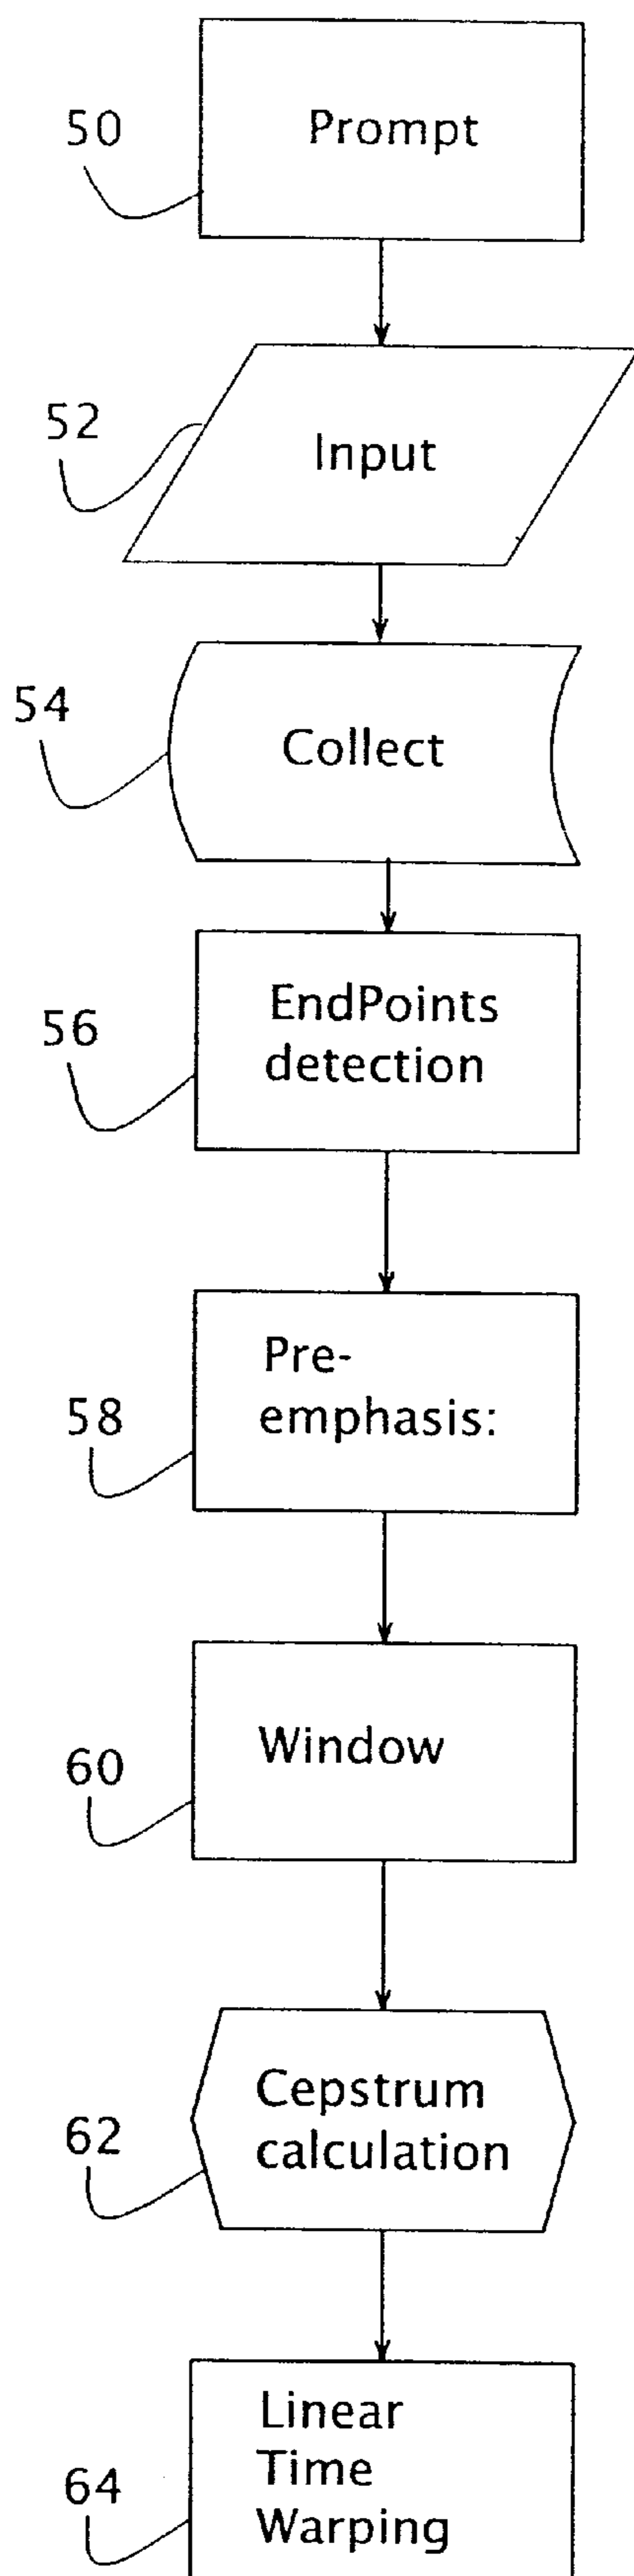 50
Prompt
52
Input
54
Collect
56
EndPoints
detection
58
Pre-
emphasis:
60
Window
62
Cepstrum
calculation
64
Linear
Time
Warping